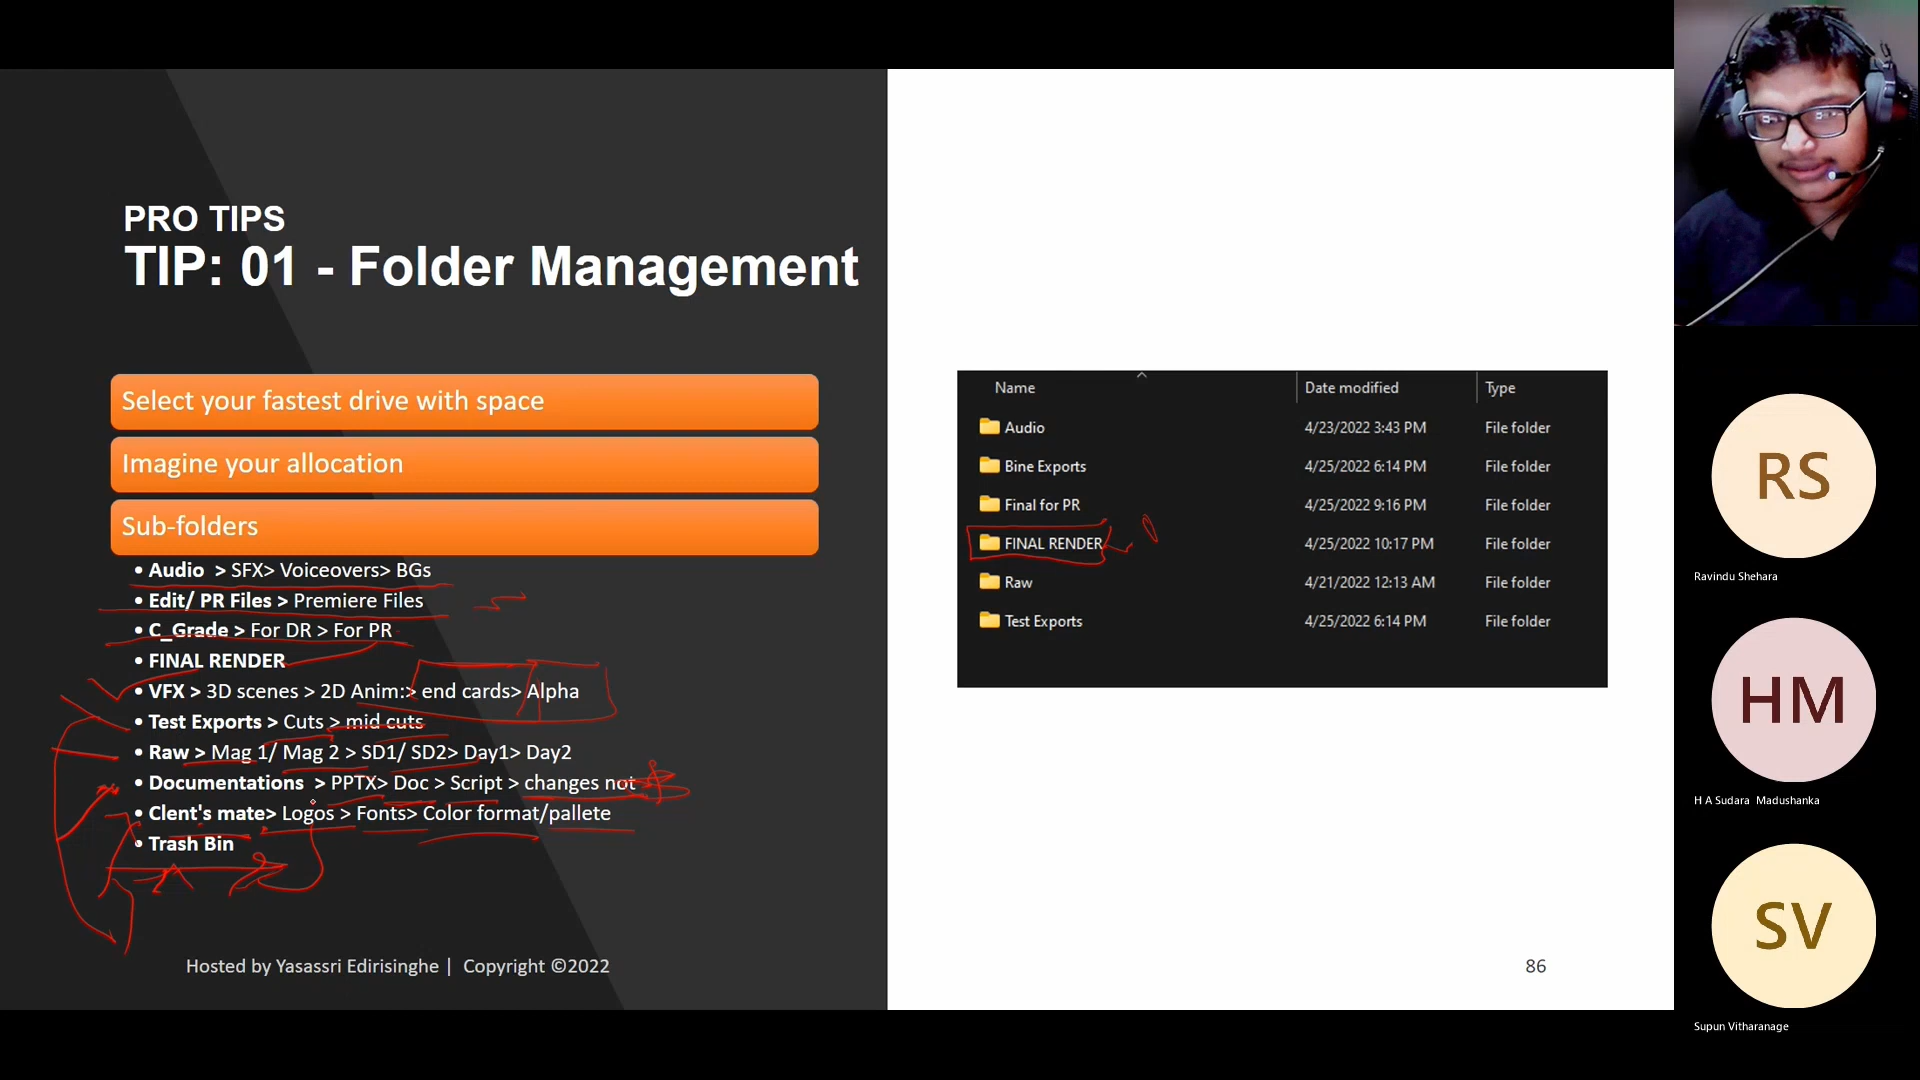 PRO TIPS
TIP: 01 - Folder Management
Select your fastest drive with space
Imagine your allocation
Sub-folders
• Audio > SFX> Voiceovers> BGs
• Edit/ PR Files > Premiere Files
• C_Grade > For DR > For PR
• FINAL RENDER
• VFX > 3D scenes > 2D Anim:> end cards> Alpha
• Test Exports > Cuts > mid cuts
• Raw > Mag 1/ Mag 2 > SD1/ SD2> Day1> Day2
• Documentations > PPTX> Doc > Script > changes not
• Clent's mate> Logos > Fonts> Color format/pallete
• Trash Bin
Hosted by Yasassri Edirisinghe | Copyright ©2022
Name Date modified Type
Audio 4/23/2022 3:43 PM File folder
Bine Exports 4/25/2022 6:14 PM File folder
Final for PR 4/25/2022 9:16 PM File folder
FINAL RENDER 4/25/2022 10:17 PM File folder
Raw 4/21/2022 12:13 AM File folder
Test Exports 4/25/2022 6:14 PM File folder
86
RS
Ravindu Shehara
HM
H A Sudara Madushanka
SV
Supun Vitharanage